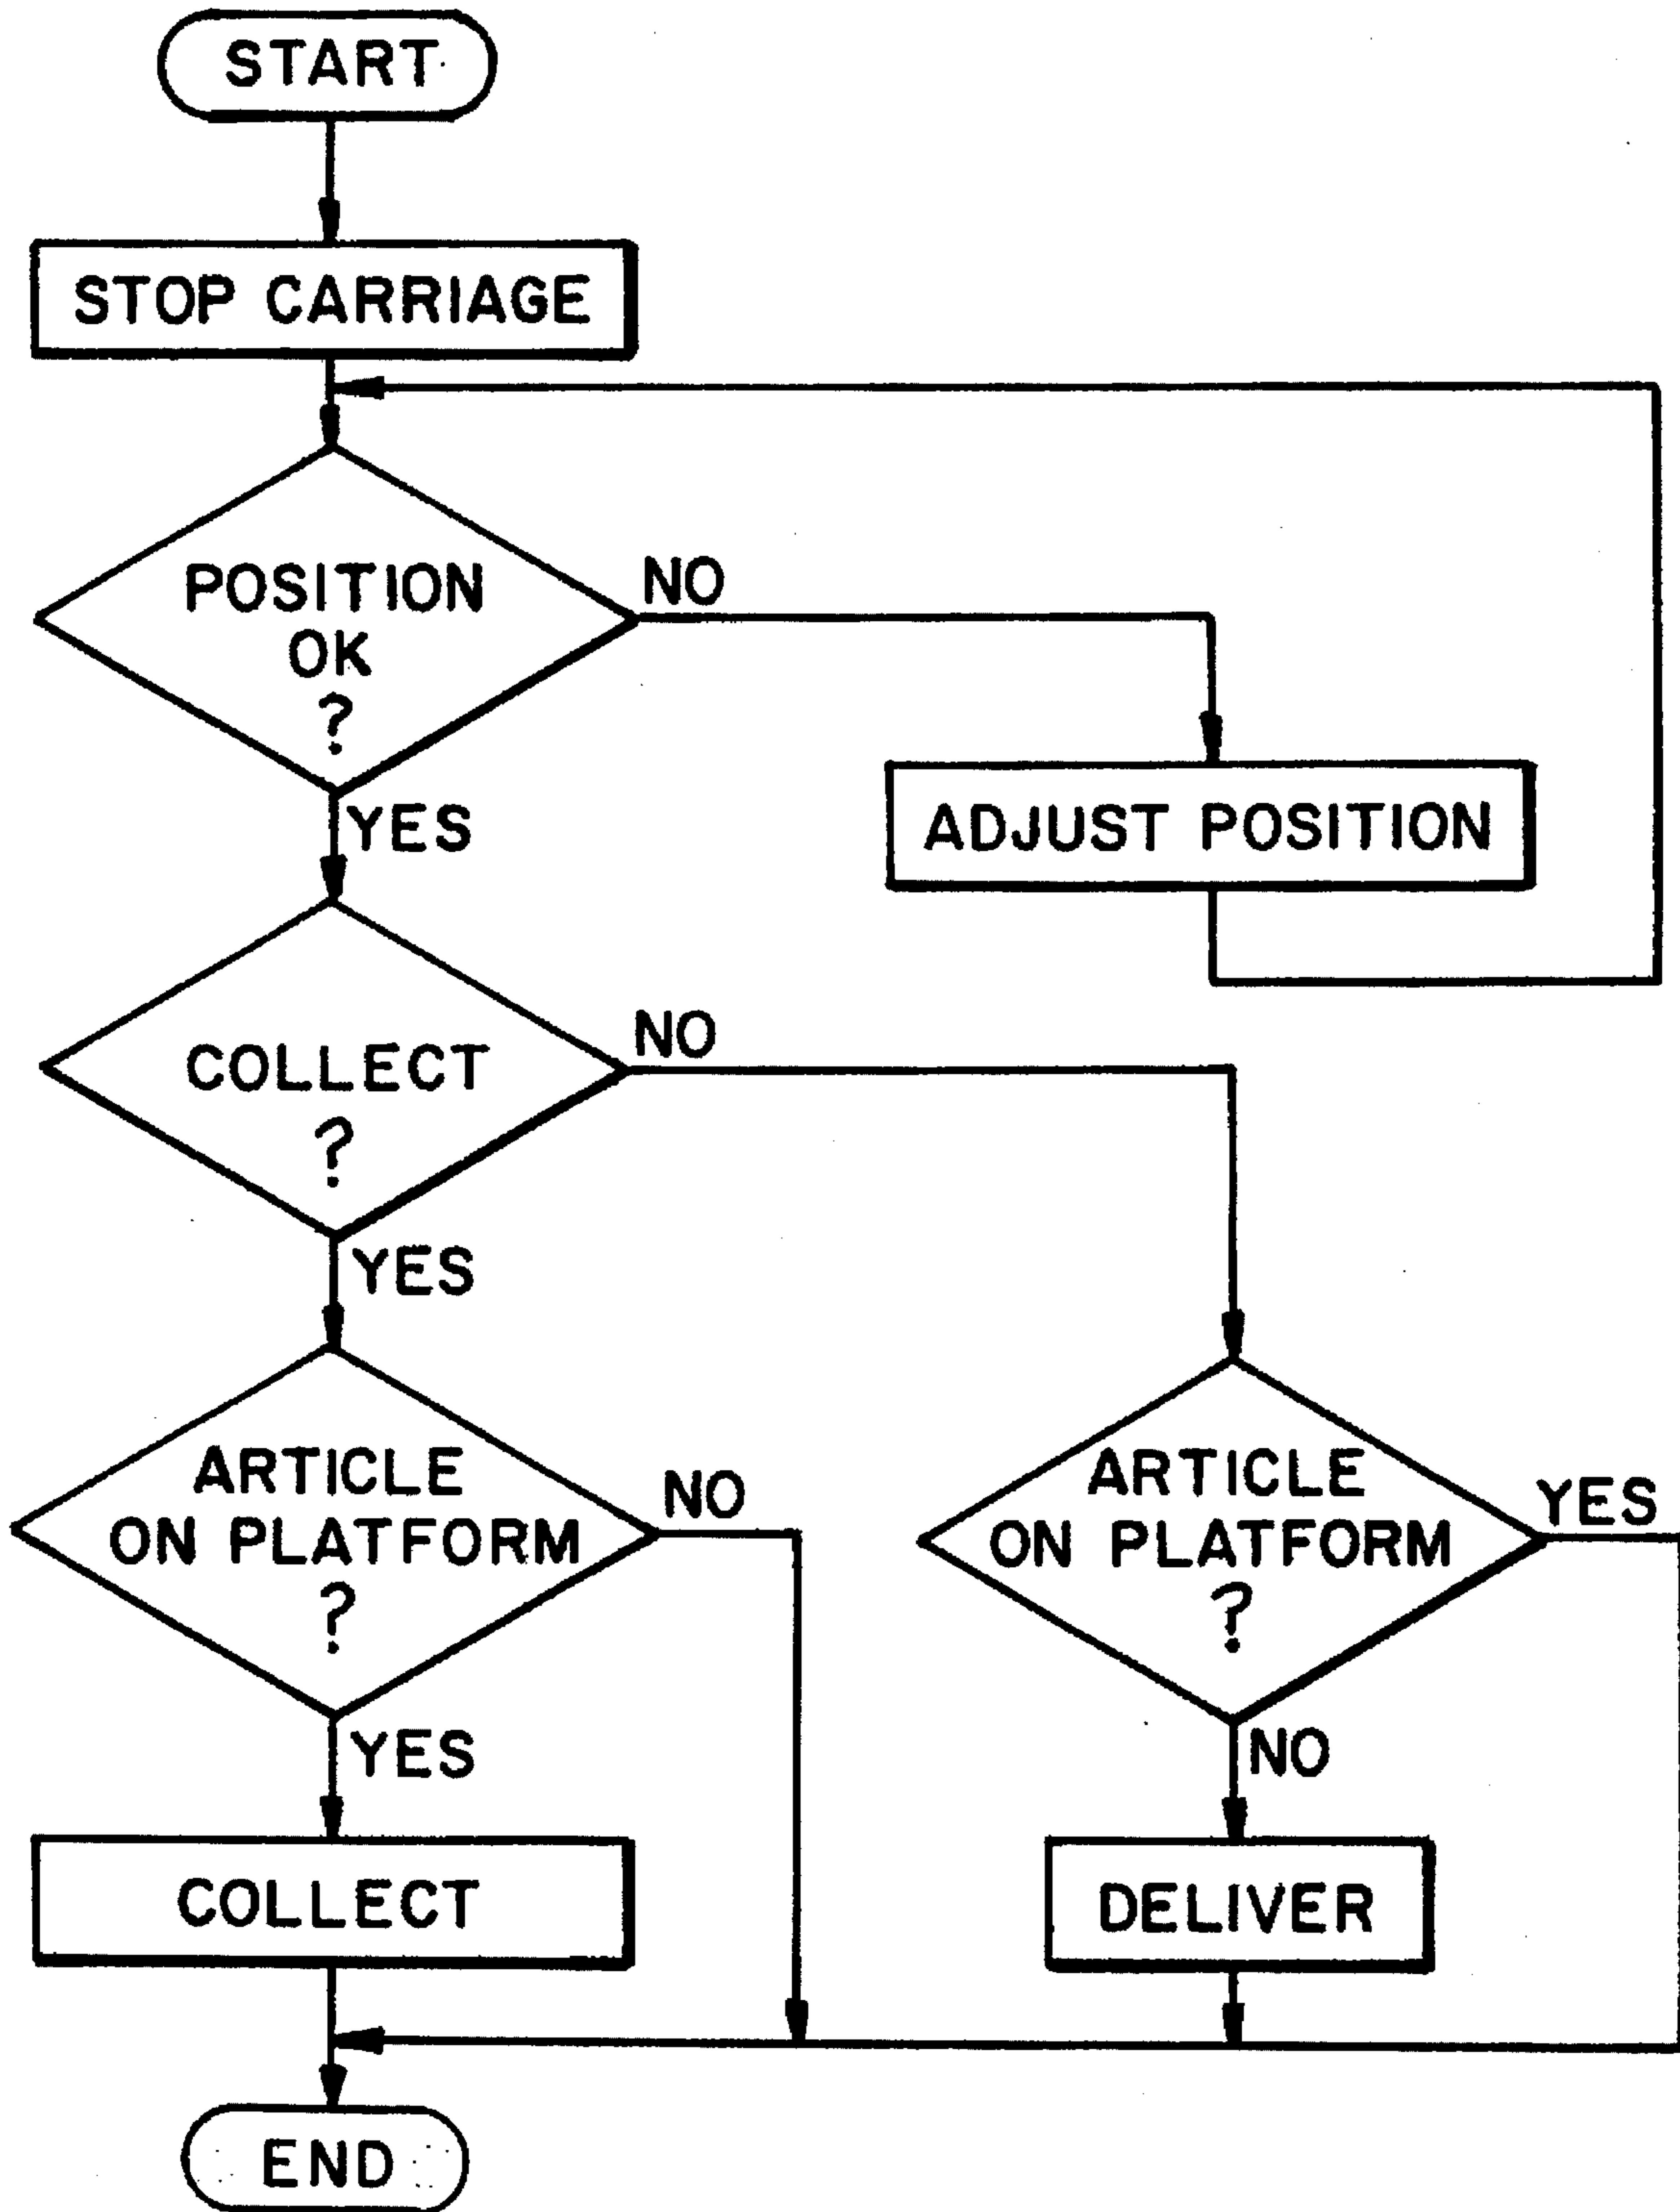 START
STOP CARRIAGE
POSITION
OK
?
NO
YES
ADJUST POSITION
COLLECT
?
NO
YES
ARTICLE
ON PLATFORM
?
NO
YES
ARTICLE
ON PLATFORM
?
YES
NO
COLLECT
DELIVER
END